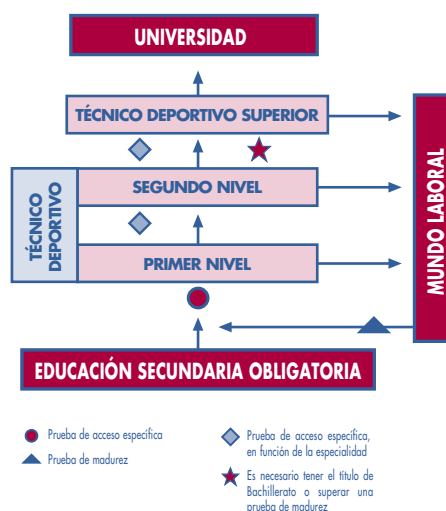 UNIVERSIDAD
TÉCNICO DEPORTIVO SUPERIOR
SEGUNDO NIVEL
TÉCNICO
DEPORTIVO
PRIMER NIVEL
MUNDO LABORAL
EDUCACIÓN SECUNDARIA OBLIGATORIA
Prueba de acceso específica
Prueba de madurez
Prueba de acceso específica,
en función de la especialidad
Es necesario tener el título de
Bachillerato o superar una
prueba de madurez